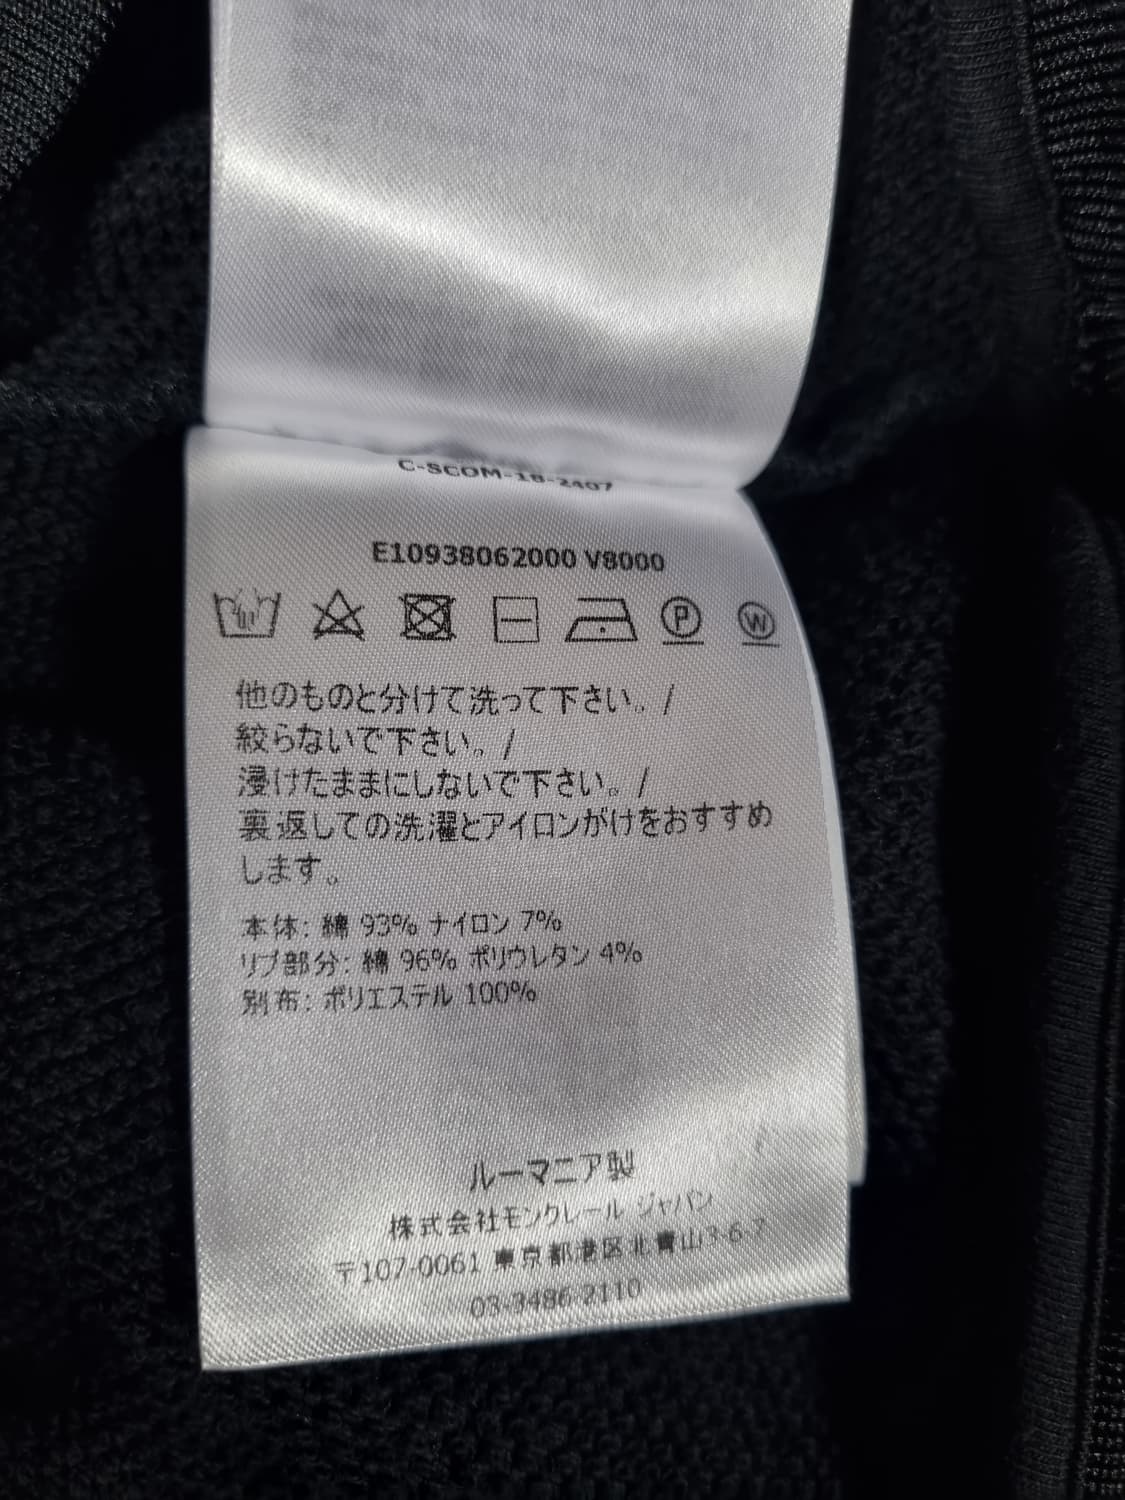 C-SCOM-18-2407
E10938062000 V8000
P W
他のものと分けて洗って下さい。/
絞らないで下さい。/
浸けたままにしないで下さい。/
裏返しての洗濯とアイロンがけをおすすめ
します。
本体: 綿 93% ナイロン 7%
リブ部分: 綿 96% ポリウレタン 4%
別布: ポリエステル 100%
ルーマニア製
株式会社モンクレール ジャパン
〒107-0061 東京都港区北青山3-6-7
03-3486-2110